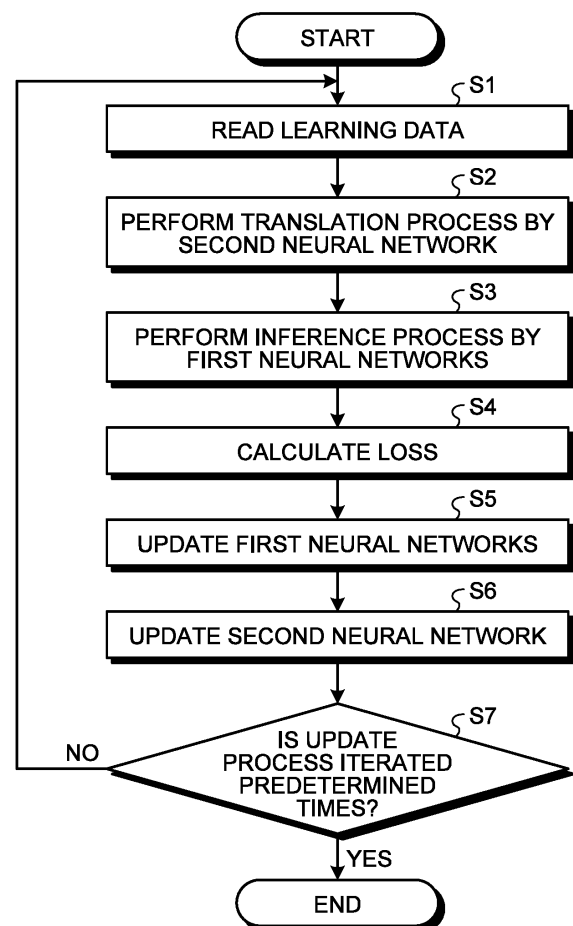 START
S1
READ LEARNING DATA
S2
PERFORM TRANSLATION PROCESS BY
SECOND NEURAL NETWORK
S3
PERFORM INFERENCE PROCESS BY
FIRST NEURAL NETWORKS
S4
CALCULATE LOSS
S5
UPDATE FIRST NEURAL NETWORKS
S6
UPDATE SECOND NEURAL NETWORK
S7
IS UPDATE
PROCESS ITERATED
PREDETERMINED
TIMES?
NO
YES
END